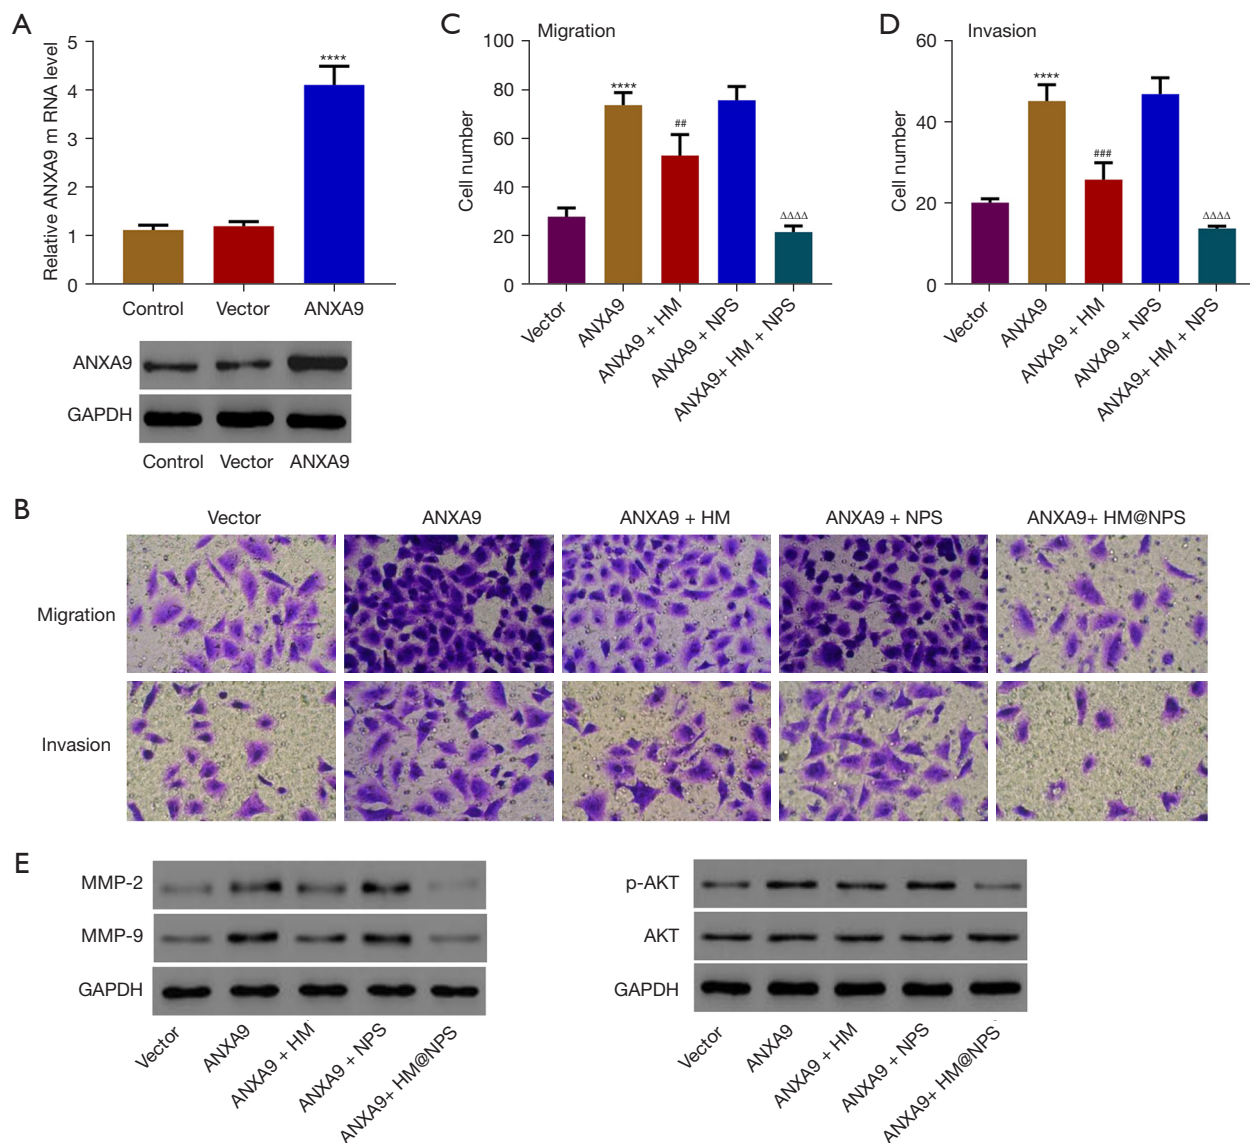 A
Relative ANXA9 m RNA level
5
4
3
2
1
0
****
Control Vector ANXA9
ANXA9
GAPDH
Control Vector ANXA9
C
Migration
Cell number
100
80
60
40
20
0
****
##
ΔΔΔΔ
Vector
ANXA9
ANXA9 + HM
ANXA9 + NPS
ANXA9+ HM + NPS
D
Invasion
Cell number
60
40
20
0
****
###
ΔΔΔΔ
Vector
ANXA9
ANXA9 + HM
ANXA9 + NPS
ANXA9+ HM + NPS
B
Vector ANXA9 ANXA9 + HM ANXA9 + NPS ANXA9+ HM@NPS
Migration
Invasion
E
MMP-2
MMP-9
GAPDH
Vector
ANXA9
ANXA9 + HM
ANXA9 + NPS
ANXA9+ HM@NPS
p-AKT
AKT
GAPDH
Vector
ANXA9
ANXA9 + HM
ANXA9 + NPS
ANXA9+ HM@NPS